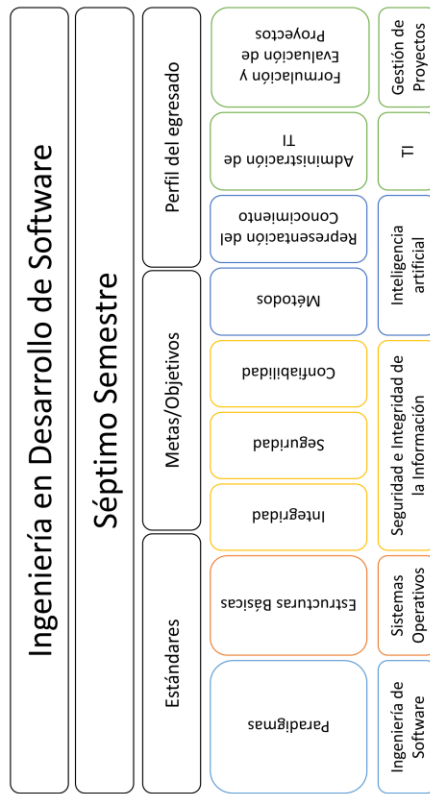 Ingeniería en Desarrollo de Software
Séptimo Semestre
Estándares
Metas/Objetivos
Perfil del egresado
Paradigmas
Estructuras Básicas
Integridad
Seguridad
Confiabilidad
Métodos
Representación del
Conocimiento
Administración de
TI
Formulación y
Evaluación de
Proyectos
Ingeniería de
Software
Sistemas
Operativos
Seguridad e Integridad de
la Información
Inteligencia
artificial
TI
Gestión de
Proyectos